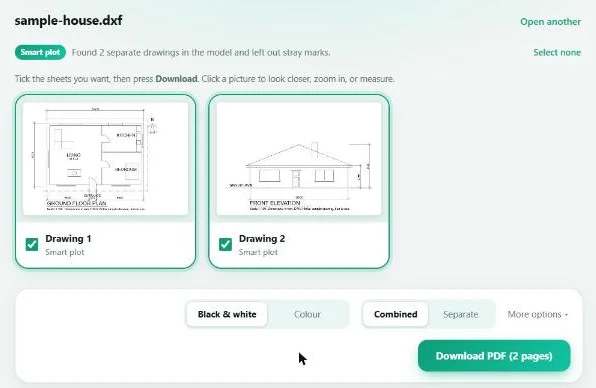 sample-house.dxf
Open another
Smart plot Found 2 separate drawings in the model and left out stray marks.
Select none
Tick the sheets you want, then press Download. Click a picture to look closer, zoom in, or measure.
KITCHEN
LIVING
BEDROOM
GROUND FLOOR PLAN
FRONT ELEVATION
Drawing 1
Smart plot
Drawing 2
Smart plot
Black & white
Colour
Combined
Separate
More options
Download PDF (2 pages)